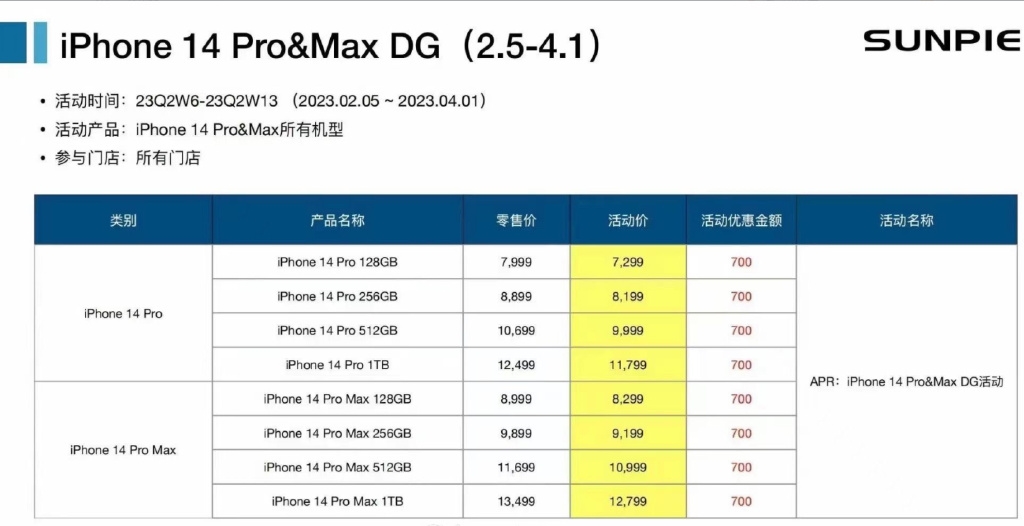 iPhone 14 Pro&Max DG（2.5-4.1）
SUNPIE
• 活动时间：23Q2W6-23Q2W13 （2023.02.05 ~ 2023.04.01）
• 活动产品：iPhone 14 Pro&Max所有机型
• 参与门店：所有门店
类别 产品名称 零售价 活动价 活动优惠金额 活动名称
iPhone 14 Pro
iPhone 14 Pro 128GB 7,999 7,299 700
iPhone 14 Pro 256GB 8,899 8,199 700
iPhone 14 Pro 512GB 10,699 9,999 700
iPhone 14 Pro 1TB 12,499 11,799 700
APR：iPhone 14 Pro&Max DG活动
iPhone 14 Pro Max
iPhone 14 Pro Max 128GB 8,999 8,299 700
iPhone 14 Pro Max 256GB 9,899 9,199 700
iPhone 14 Pro Max 512GB 11,699 10,999 700
iPhone 14 Pro Max 1TB 13,499 12,799 700